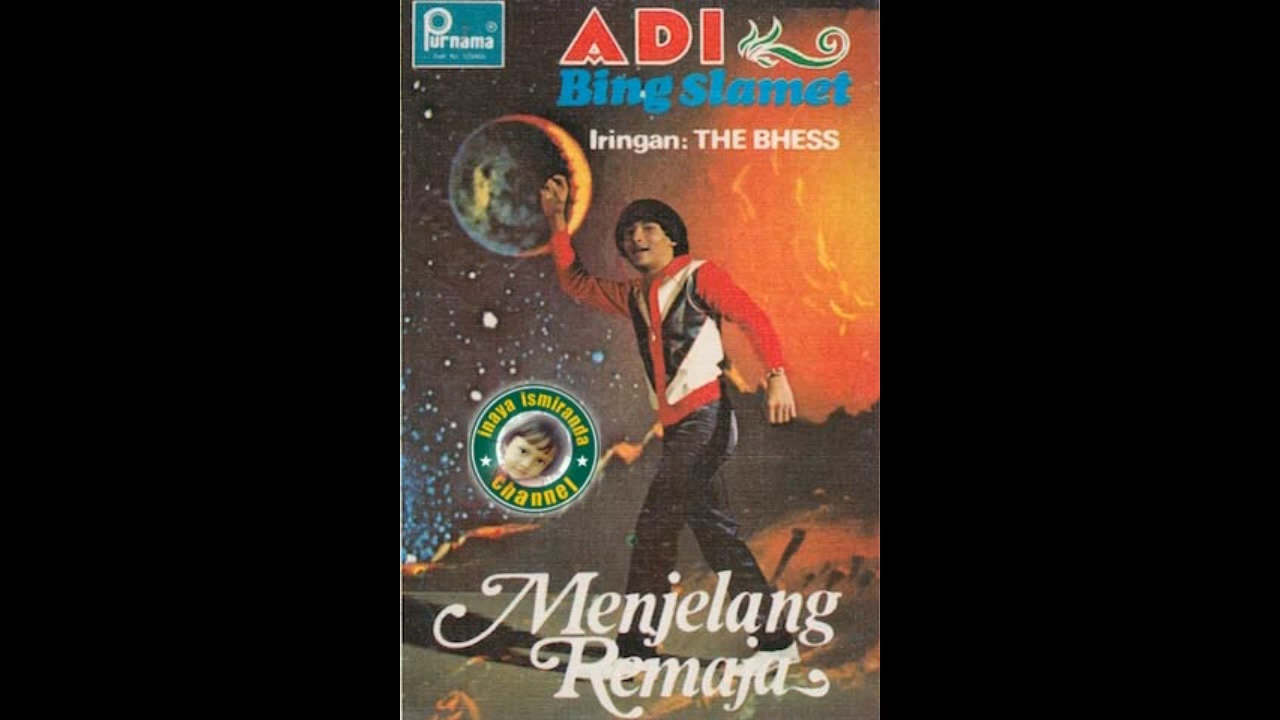 Purnama
ADI
Bing Slamet
Iringan: THE BHESS
inaya ismiranda
channel
Menjelang
Remaja